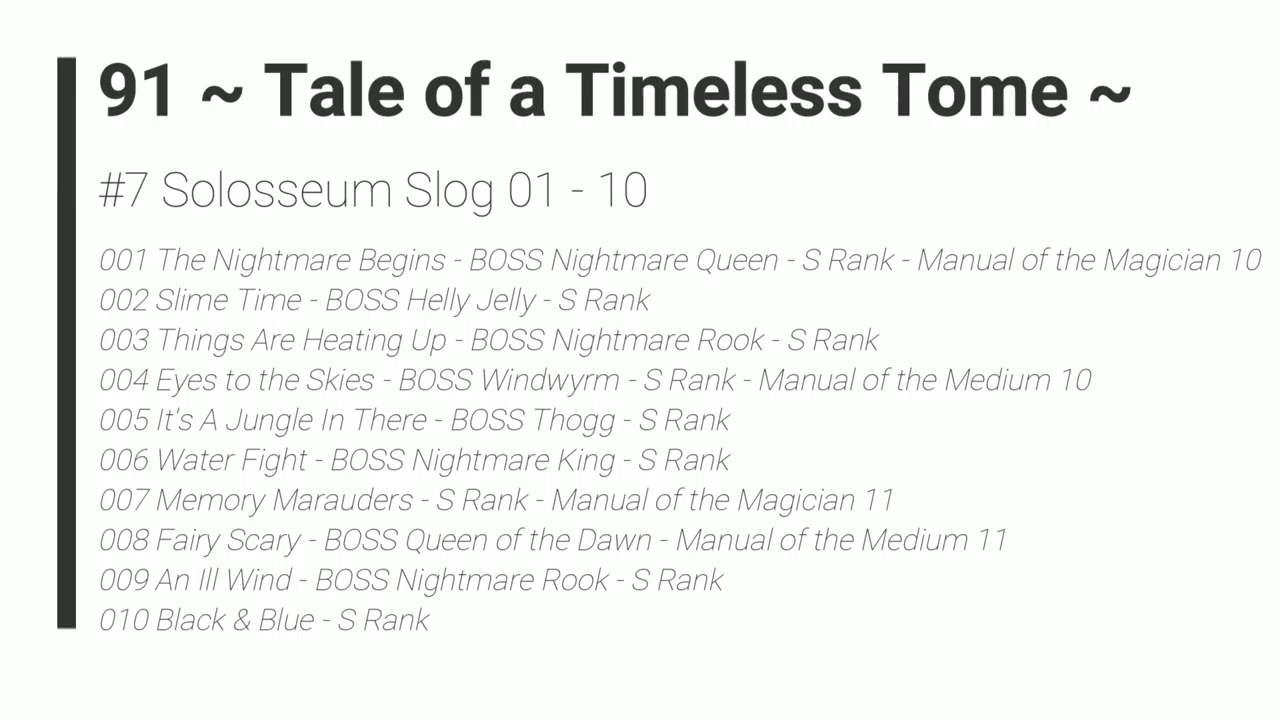 91 ~ Tale of a Timeless Tome ~
#7 Solosseum Slog 01 - 10
001 The Nightmare Begins - BOSS Nightmare Queen - S Rank - Manual of the Magician 10
002 Slime Time - BOSS Helly Jelly - S Rank
003 Things Are Heating Up - BOSS Nightmare Rook - S Rank
004 Eyes to the Skies - BOSS Windwyrm - S Rank - Manual of the Medium 10
005 It's A Jungle In There - BOSS Thogg - S Rank
006 Water Fight - BOSS Nightmare King - S Rank
007 Memory Marauders - S Rank - Manual of the Magician 11
008 Fairy Scary - BOSS Queen of the Dawn - Manual of the Medium 11
009 An Ill Wind - BOSS Nightmare Rook - S Rank
010 Black & Blue - S Rank